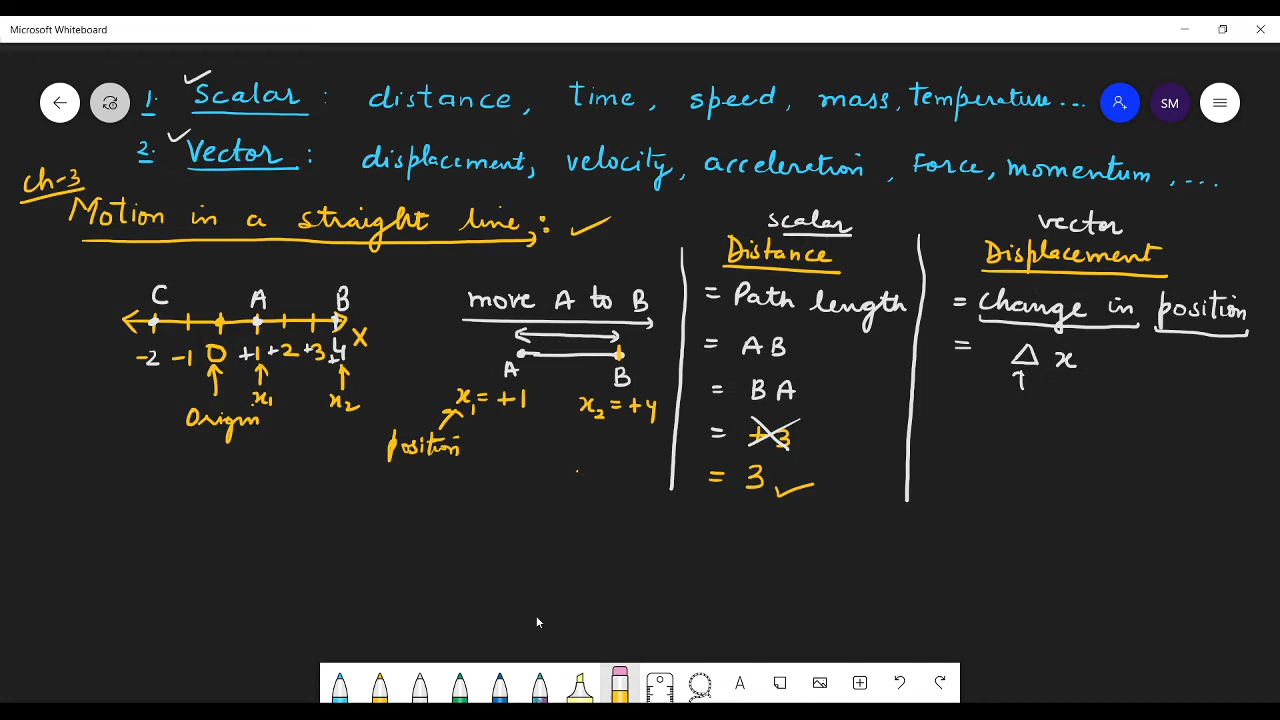 Microsoft Whiteboard
1. Scalar : distance, time, speed, mass, temperature...
SM
2. Vector : displacement, velocity, acceleration, Force, momentum, ...
Ch-3
Motion in a straight line :
scalar
Distance
= Path length
= AB
= BA
= +3
= 3
vector
Displacement
= change in position
= Δx
C A B
-2 -1 0 +1 +2 +3 +4 X
Origin x₁ x₂
move A to B
A B
x₁ = +1 x₂ = +4
position
A